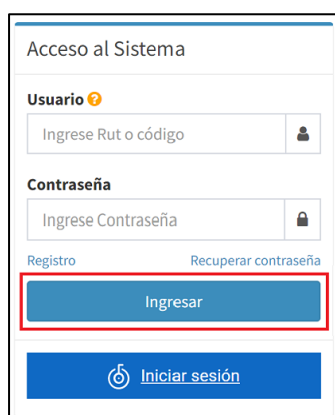 Acceso al Sistema
Usuario
Ingrese Rut o código
Contraseña
Ingrese Contraseña
Registro Recuperar contraseña
Ingresar
Iniciar sesión